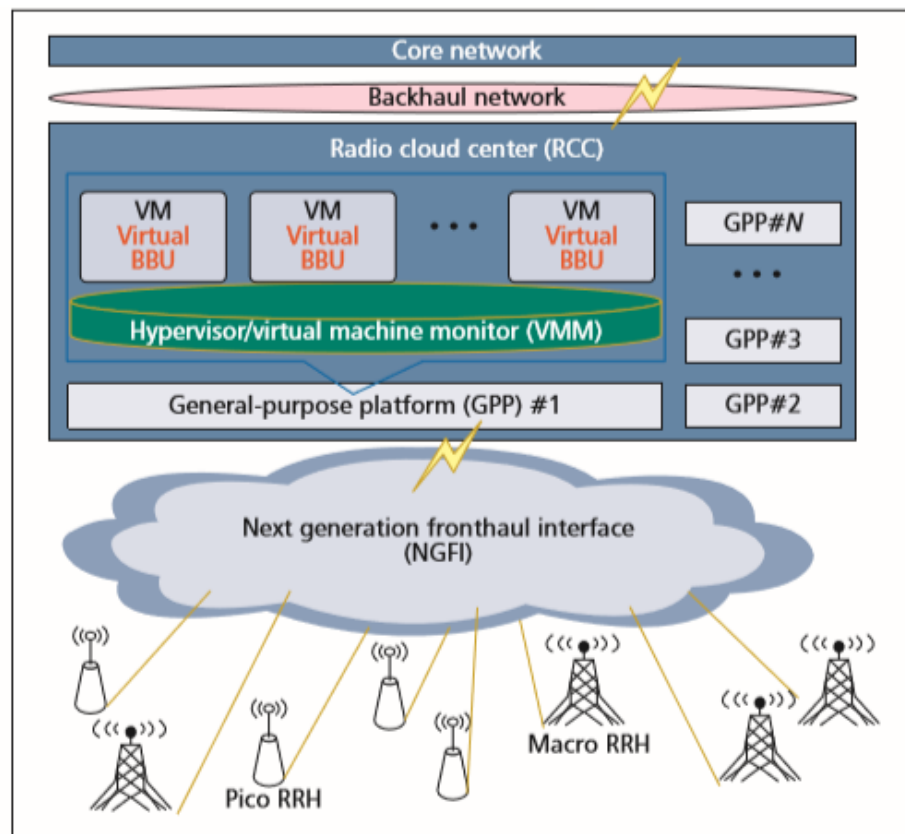 Core network
Backhaul network
Radio cloud center (RCC)
VM
Virtual
BBU
VM
Virtual
BBU
VM
Virtual
BBU
GPP#N
Hypervisor/virtual machine monitor (VMM)
GPP#3
General-purpose platform (GPP) #1
GPP#2
Next generation fronthaul interface
(NGFI)
Macro RRH
Pico RRH